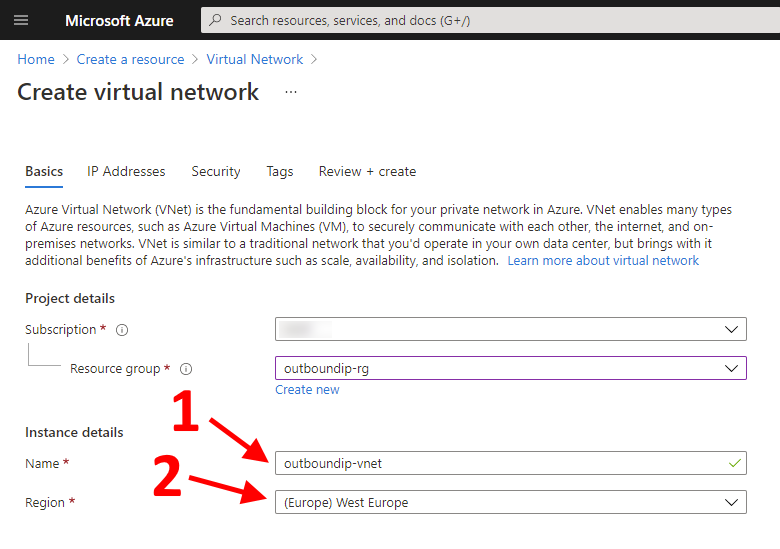 Microsoft Azure
Search resources, services, and docs (G+/)
Home > Create a resource > Virtual Network >
Create virtual network ...
Basics IP Addresses Security Tags Review + create
Azure Virtual Network (VNet) is the fundamental building block for your private network in Azure. VNet enables many types
of Azure resources, such as Azure Virtual Machines (VM), to securely communicate with each other, the internet, and on-
premises networks. VNet is similar to a traditional network that you'd operate in your own data center, but brings with it
additional benefits of Azure's infrastructure such as scale, availability, and isolation. Learn more about virtual network
Project details
Subscription *
Resource group * outboundip-rg
Create new
1
Instance details
Name * outboundip-vnet
2
Region * (Europe) West Europe